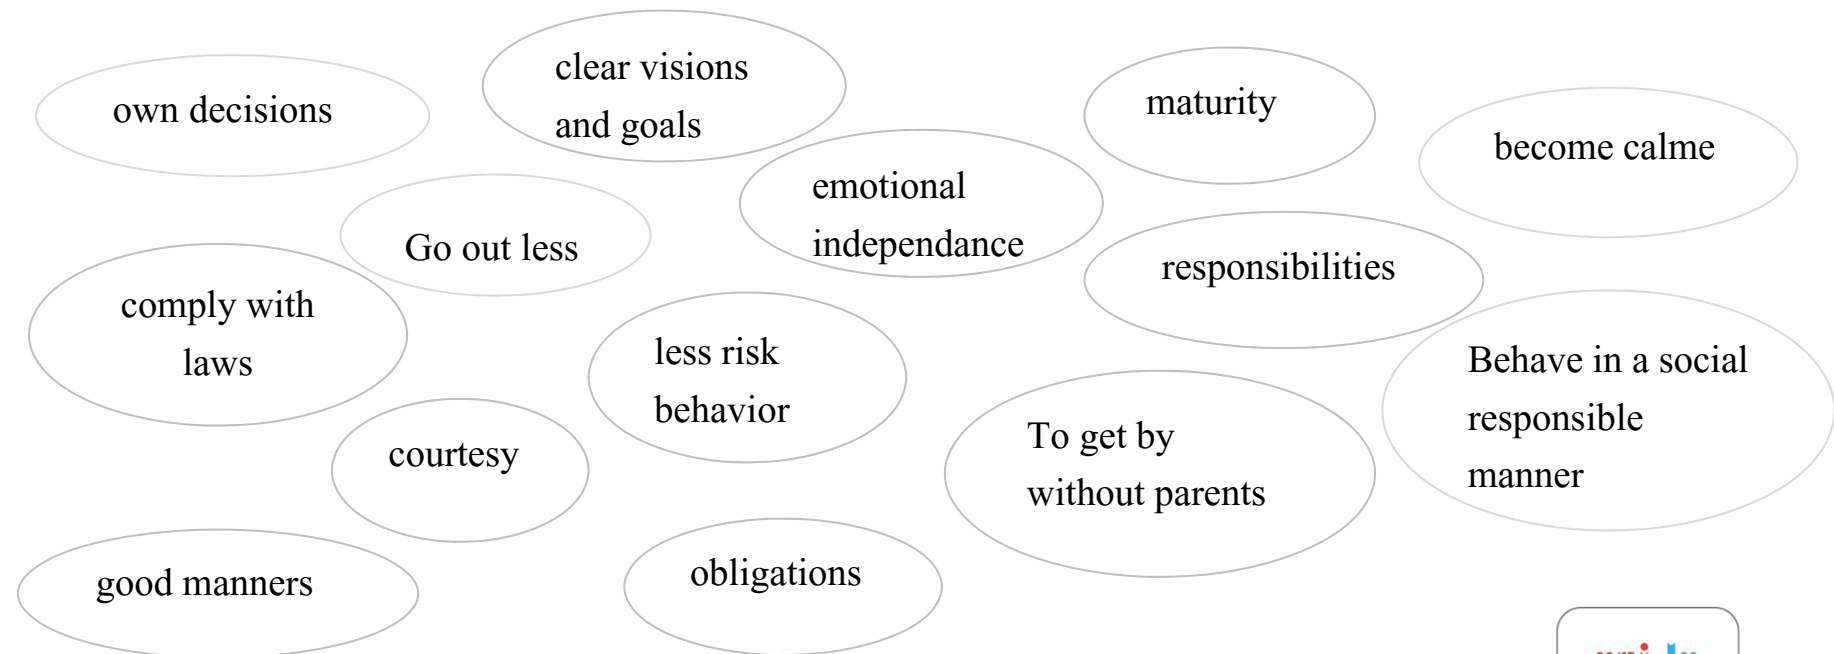 own decisions
clear visions
and goals
maturity
become calme
emotional
independance
Go out less
responsibilities
comply with
laws
less risk
behavior
Behave in a social
responsible
manner
courtesy
To get by
without parents
good manners
obligations